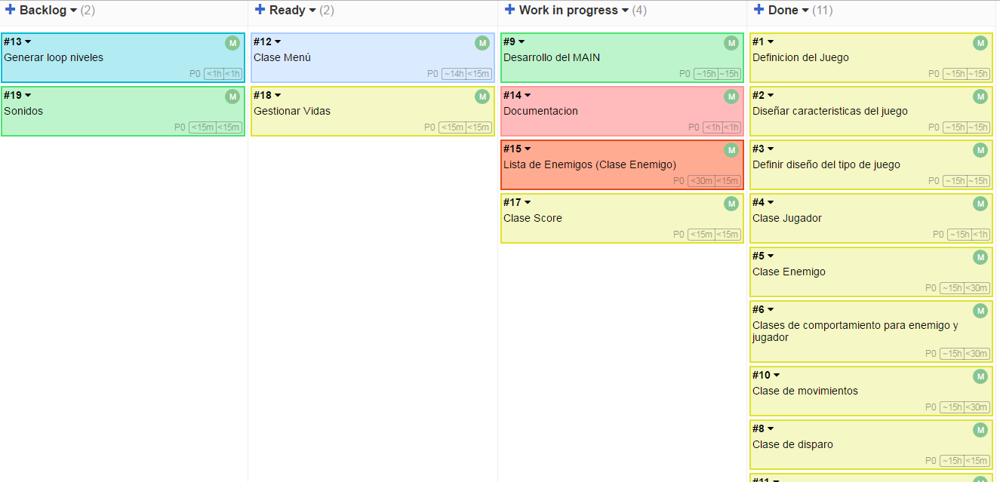 Backlog (2)
#13 M
Generar loop niveles
P0 <1h <1h
#19 M
Sonidos
P0 <15m <15m
Ready (2)
#12 M
Clase Menú
P0 ~14h <15m
#18 M
Gestionar Vidas
P0 <15m <15m
Work in progress (4)
#9 M
Desarrollo del MAIN
P0 ~15h ~15h
#14 M
Documentacion
P0 <1h <1h
#15 M
Lista de Enemigos (Clase Enemigo)
P0 <30m <15m
#17 M
Clase Score
P0 <15m <15m
Done (11)
#1 M
Definicion del Juego
P0 ~15h ~15h
#2 M
Diseñar caracteristicas del juego
P0 ~15h ~15h
#3 M
Definir diseño del tipo de juego
P0 ~15h ~15h
#4 M
Clase Jugador
P0 ~15h <1h
#5 M
Clase Enemigo
P0 ~15h <30m
#6 M
Clases de comportamiento para enemigo y
jugador
P0 ~15h <30m
#10 M
Clase de movimientos
P0 ~15h <30m
#8 M
Clase de disparo
P0 ~15h <15m
#11 M